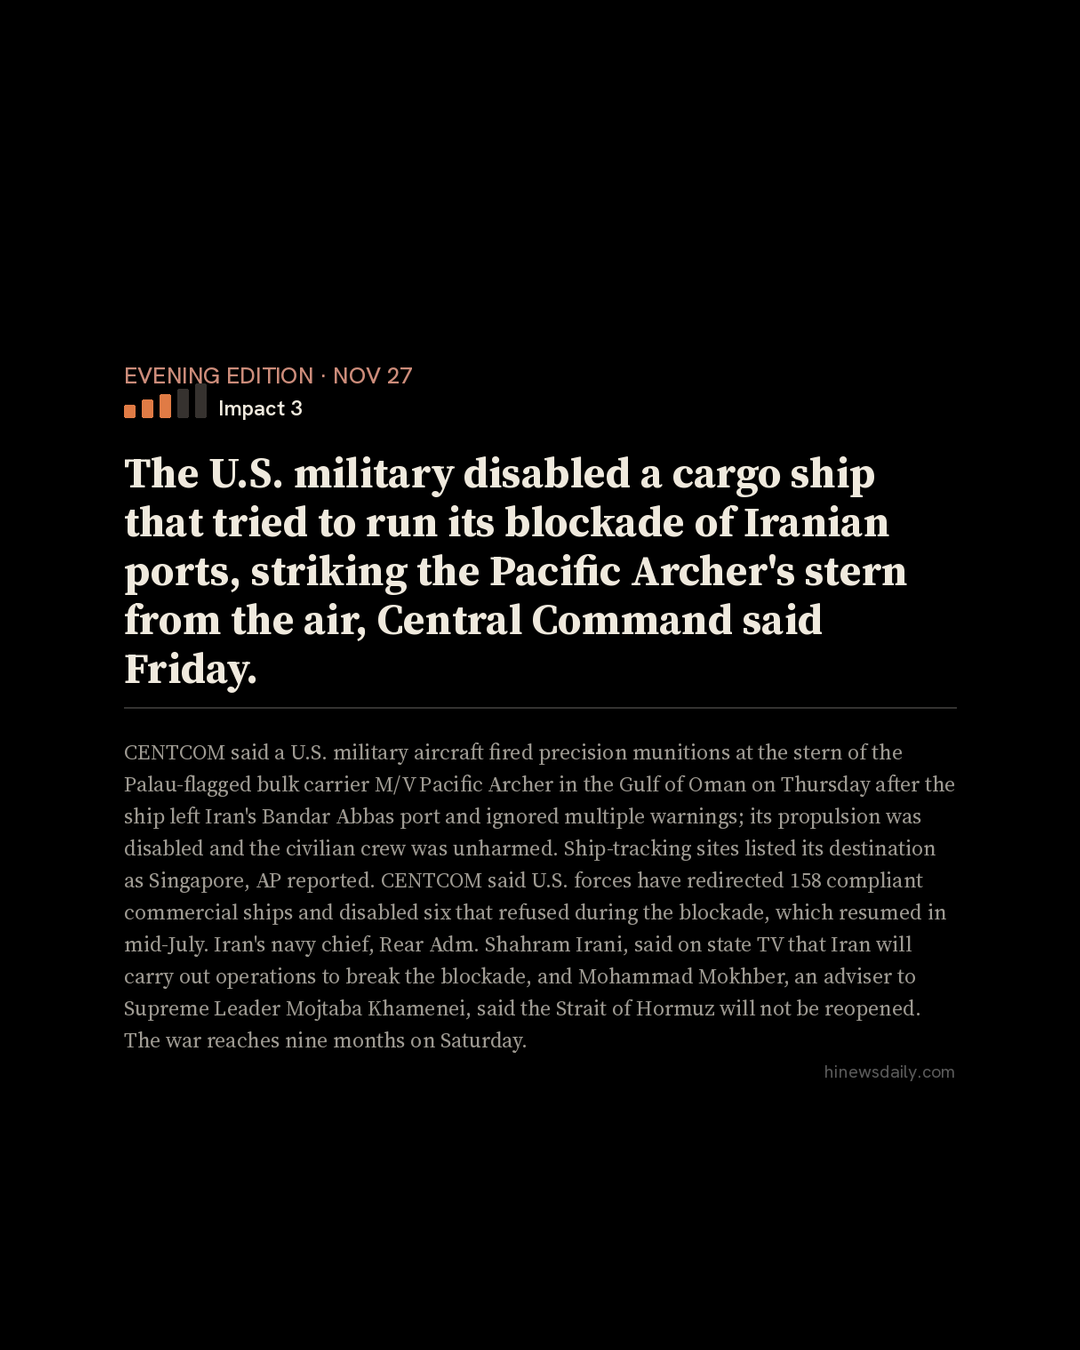 EVENING EDITION · NOV 27
Impact 3
The U.S. military disabled a cargo ship
that tried to run its blockade of Iranian
ports, striking the Pacific Archer's stern
from the air, Central Command said
Friday.
CENTCOM said a U.S. military aircraft fired precision munitions at the stern of the
Palau-flagged bulk carrier M/V Pacific Archer in the Gulf of Oman on Thursday after the
ship left Iran's Bandar Abbas port and ignored multiple warnings; its propulsion was
disabled and the civilian crew was unharmed. Ship-tracking sites listed its destination
as Singapore, AP reported. CENTCOM said U.S. forces have redirected 158 compliant
commercial ships and disabled six that refused during the blockade, which resumed in
mid-July. Iran's navy chief, Rear Adm. Shahram Irani, said on state TV that Iran will
carry out operations to break the blockade, and Mohammad Mokhber, an adviser to
Supreme Leader Mojtaba Khamenei, said the Strait of Hormuz will not be reopened.
The war reaches nine months on Saturday.
hinewsdaily.com